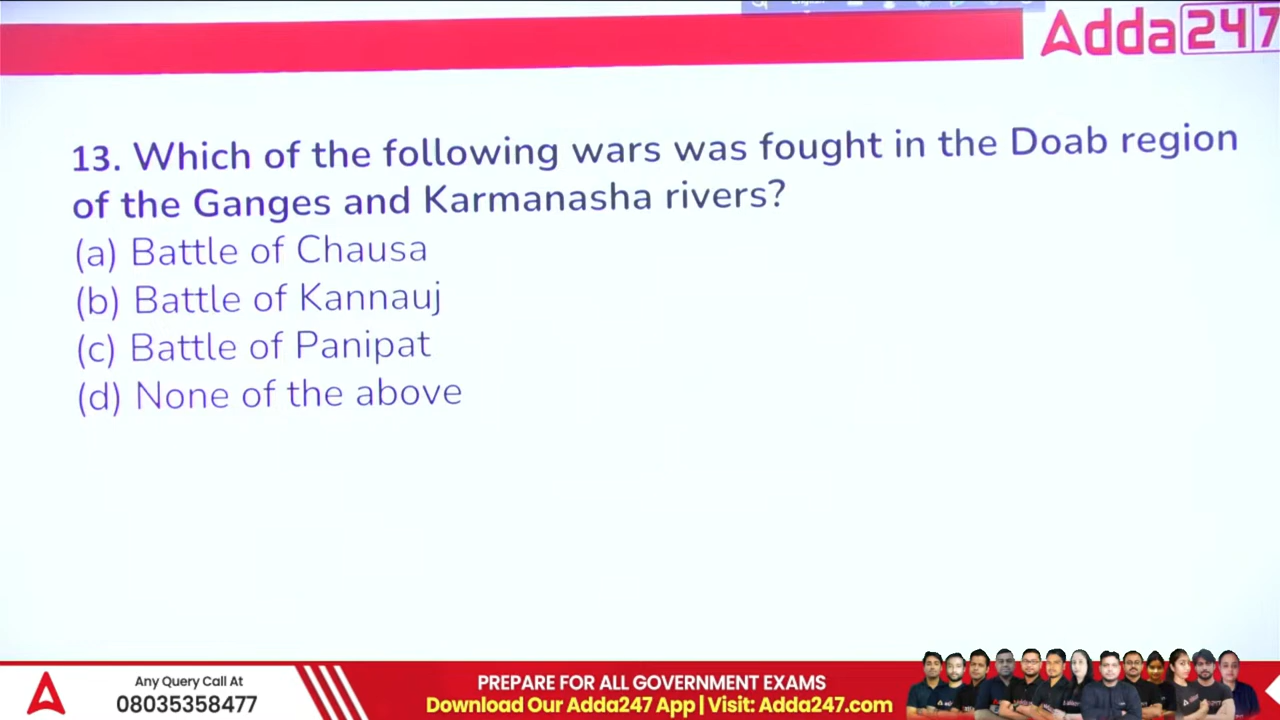 Adda247
13. Which of the following wars was fought in the Doab region
of the Ganges and Karmanasha rivers?
(a) Battle of Chausa
(b) Battle of Kannauj
(c) Battle of Panipat
(d) None of the above
Any Query Call At
08035358477
PREPARE FOR ALL GOVERNMENT EXAMS
Download Our Adda247 App | Visit: Adda247.com